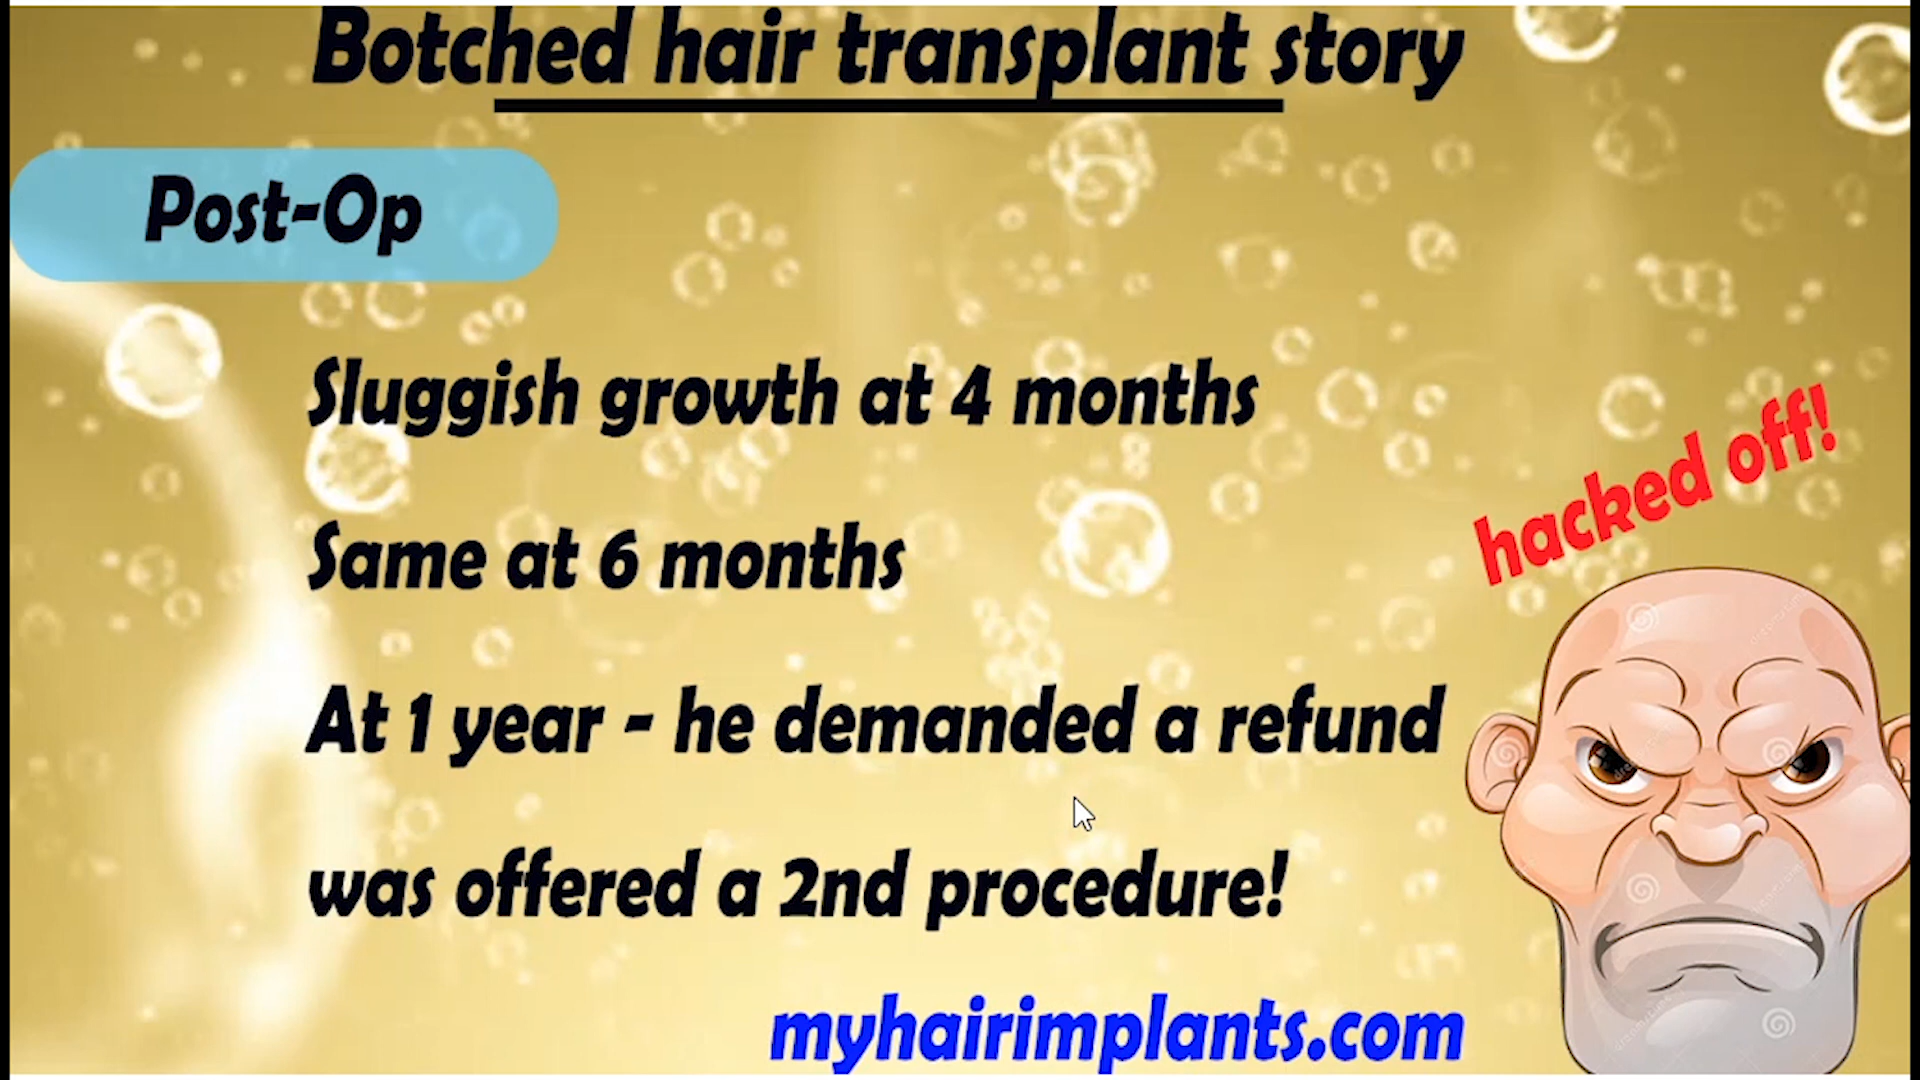 Botched hair transplant story
Post-Op
Sluggish growth at 4 months
hacked off!
Same at 6 months
At 1 year - he demanded a refund
was offered a 2nd procedure!
myhairimplants.com